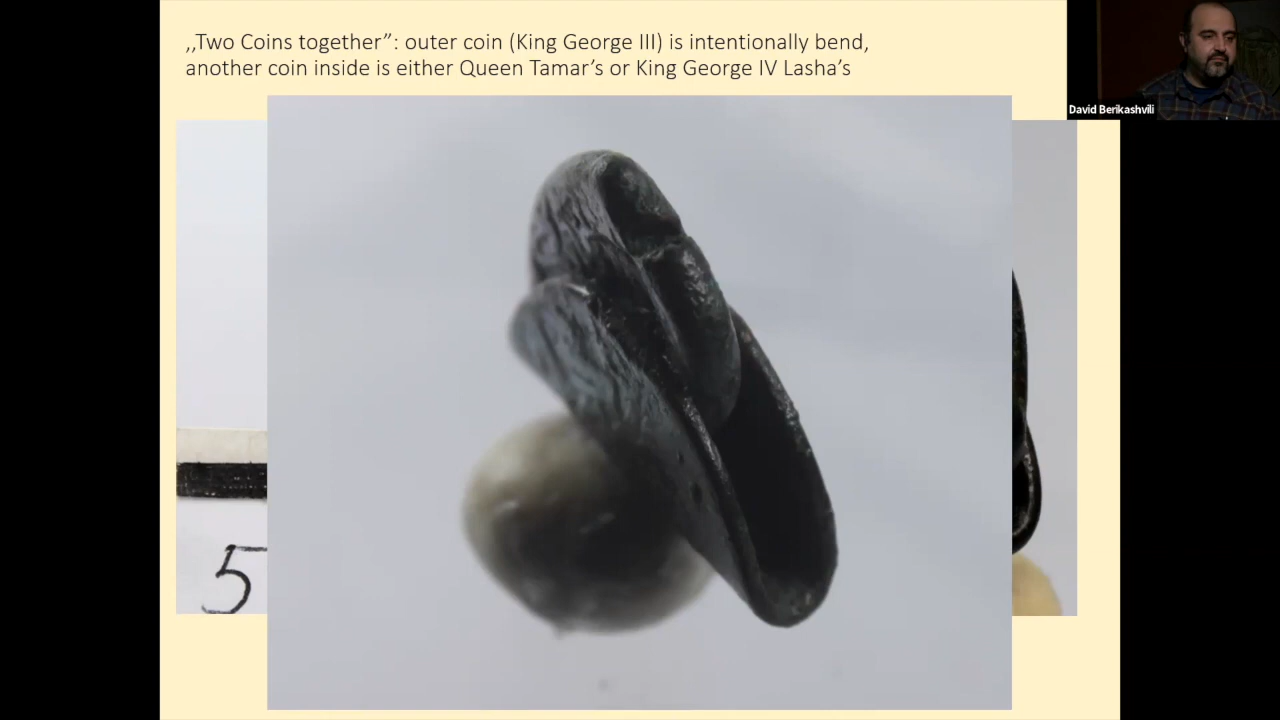 ,,Two Coins together”: outer coin (King George III) is intentionally bend,
another coin inside is either Queen Tamar’s or King George IV Lasha’s
David Berikashvili
5